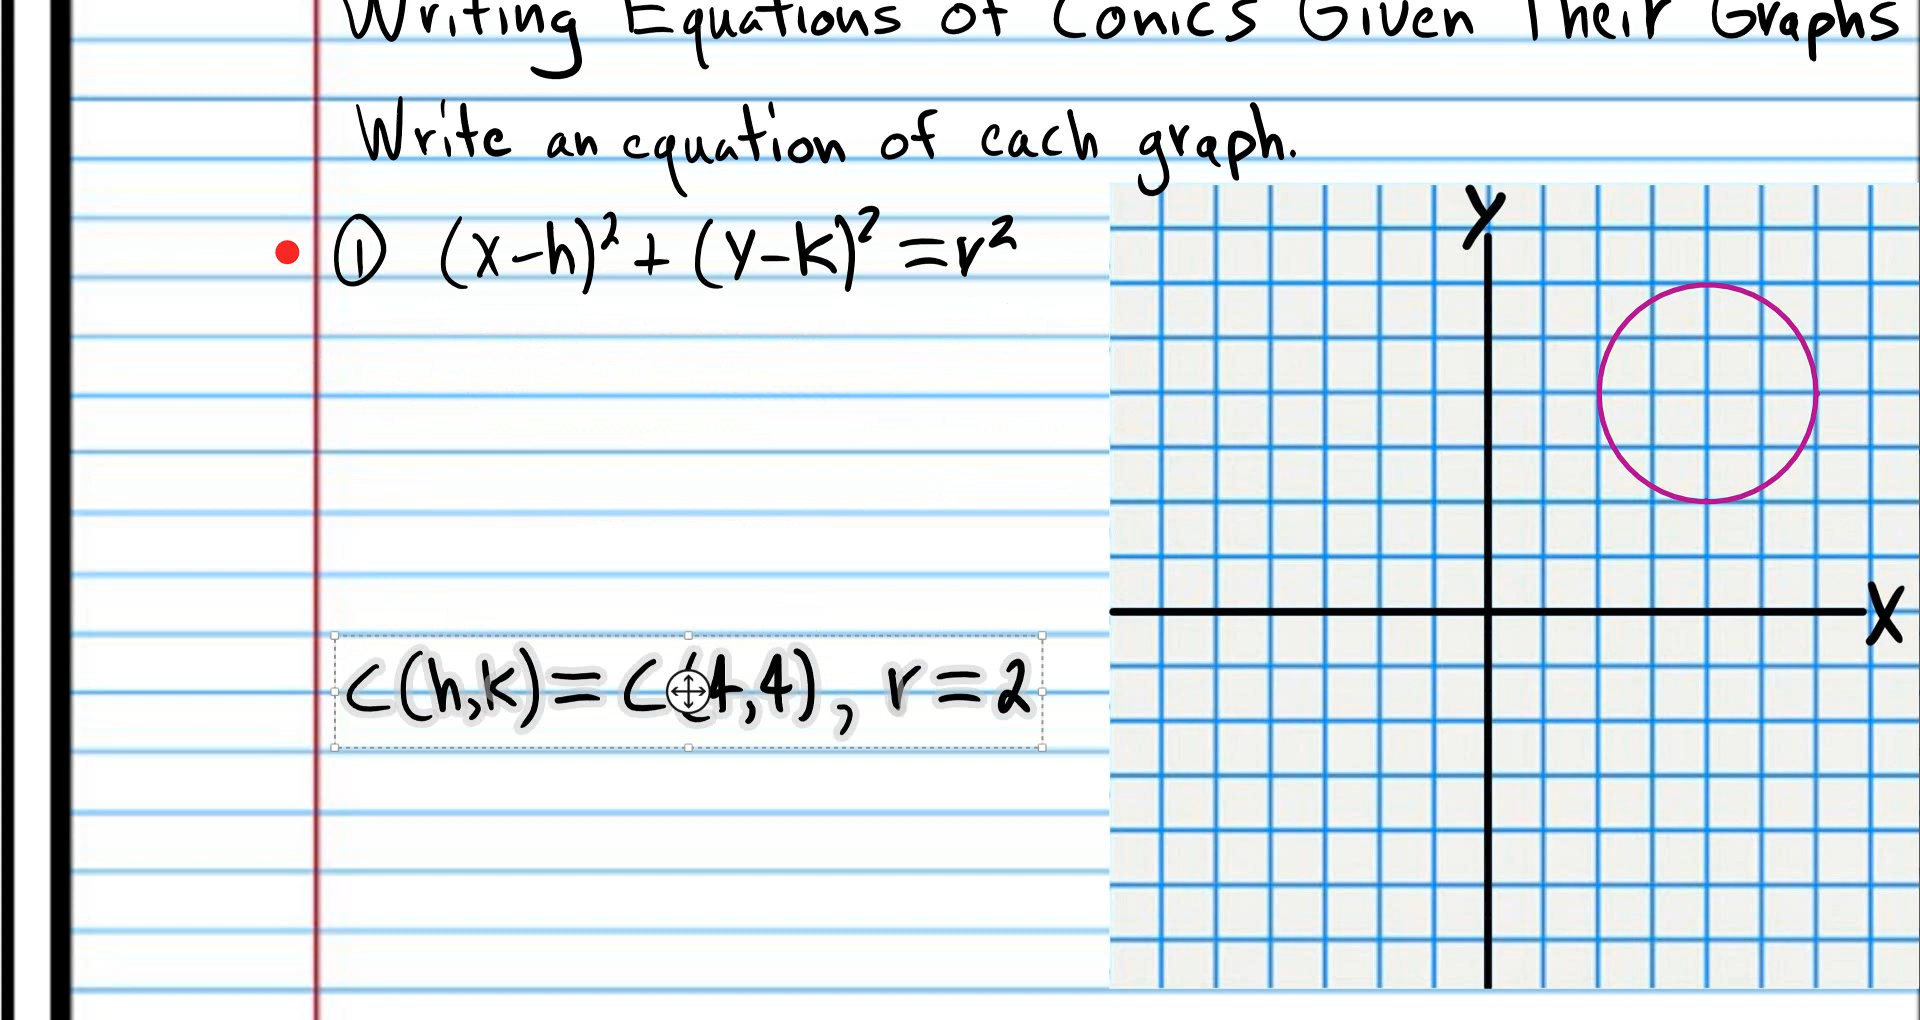 Writing Equations of Conics Given Their Graphs
Write an equation of each graph.
① (x-h)² + (y-k)² = r²
y
x
C(h,k) = C(4,4), r = 2